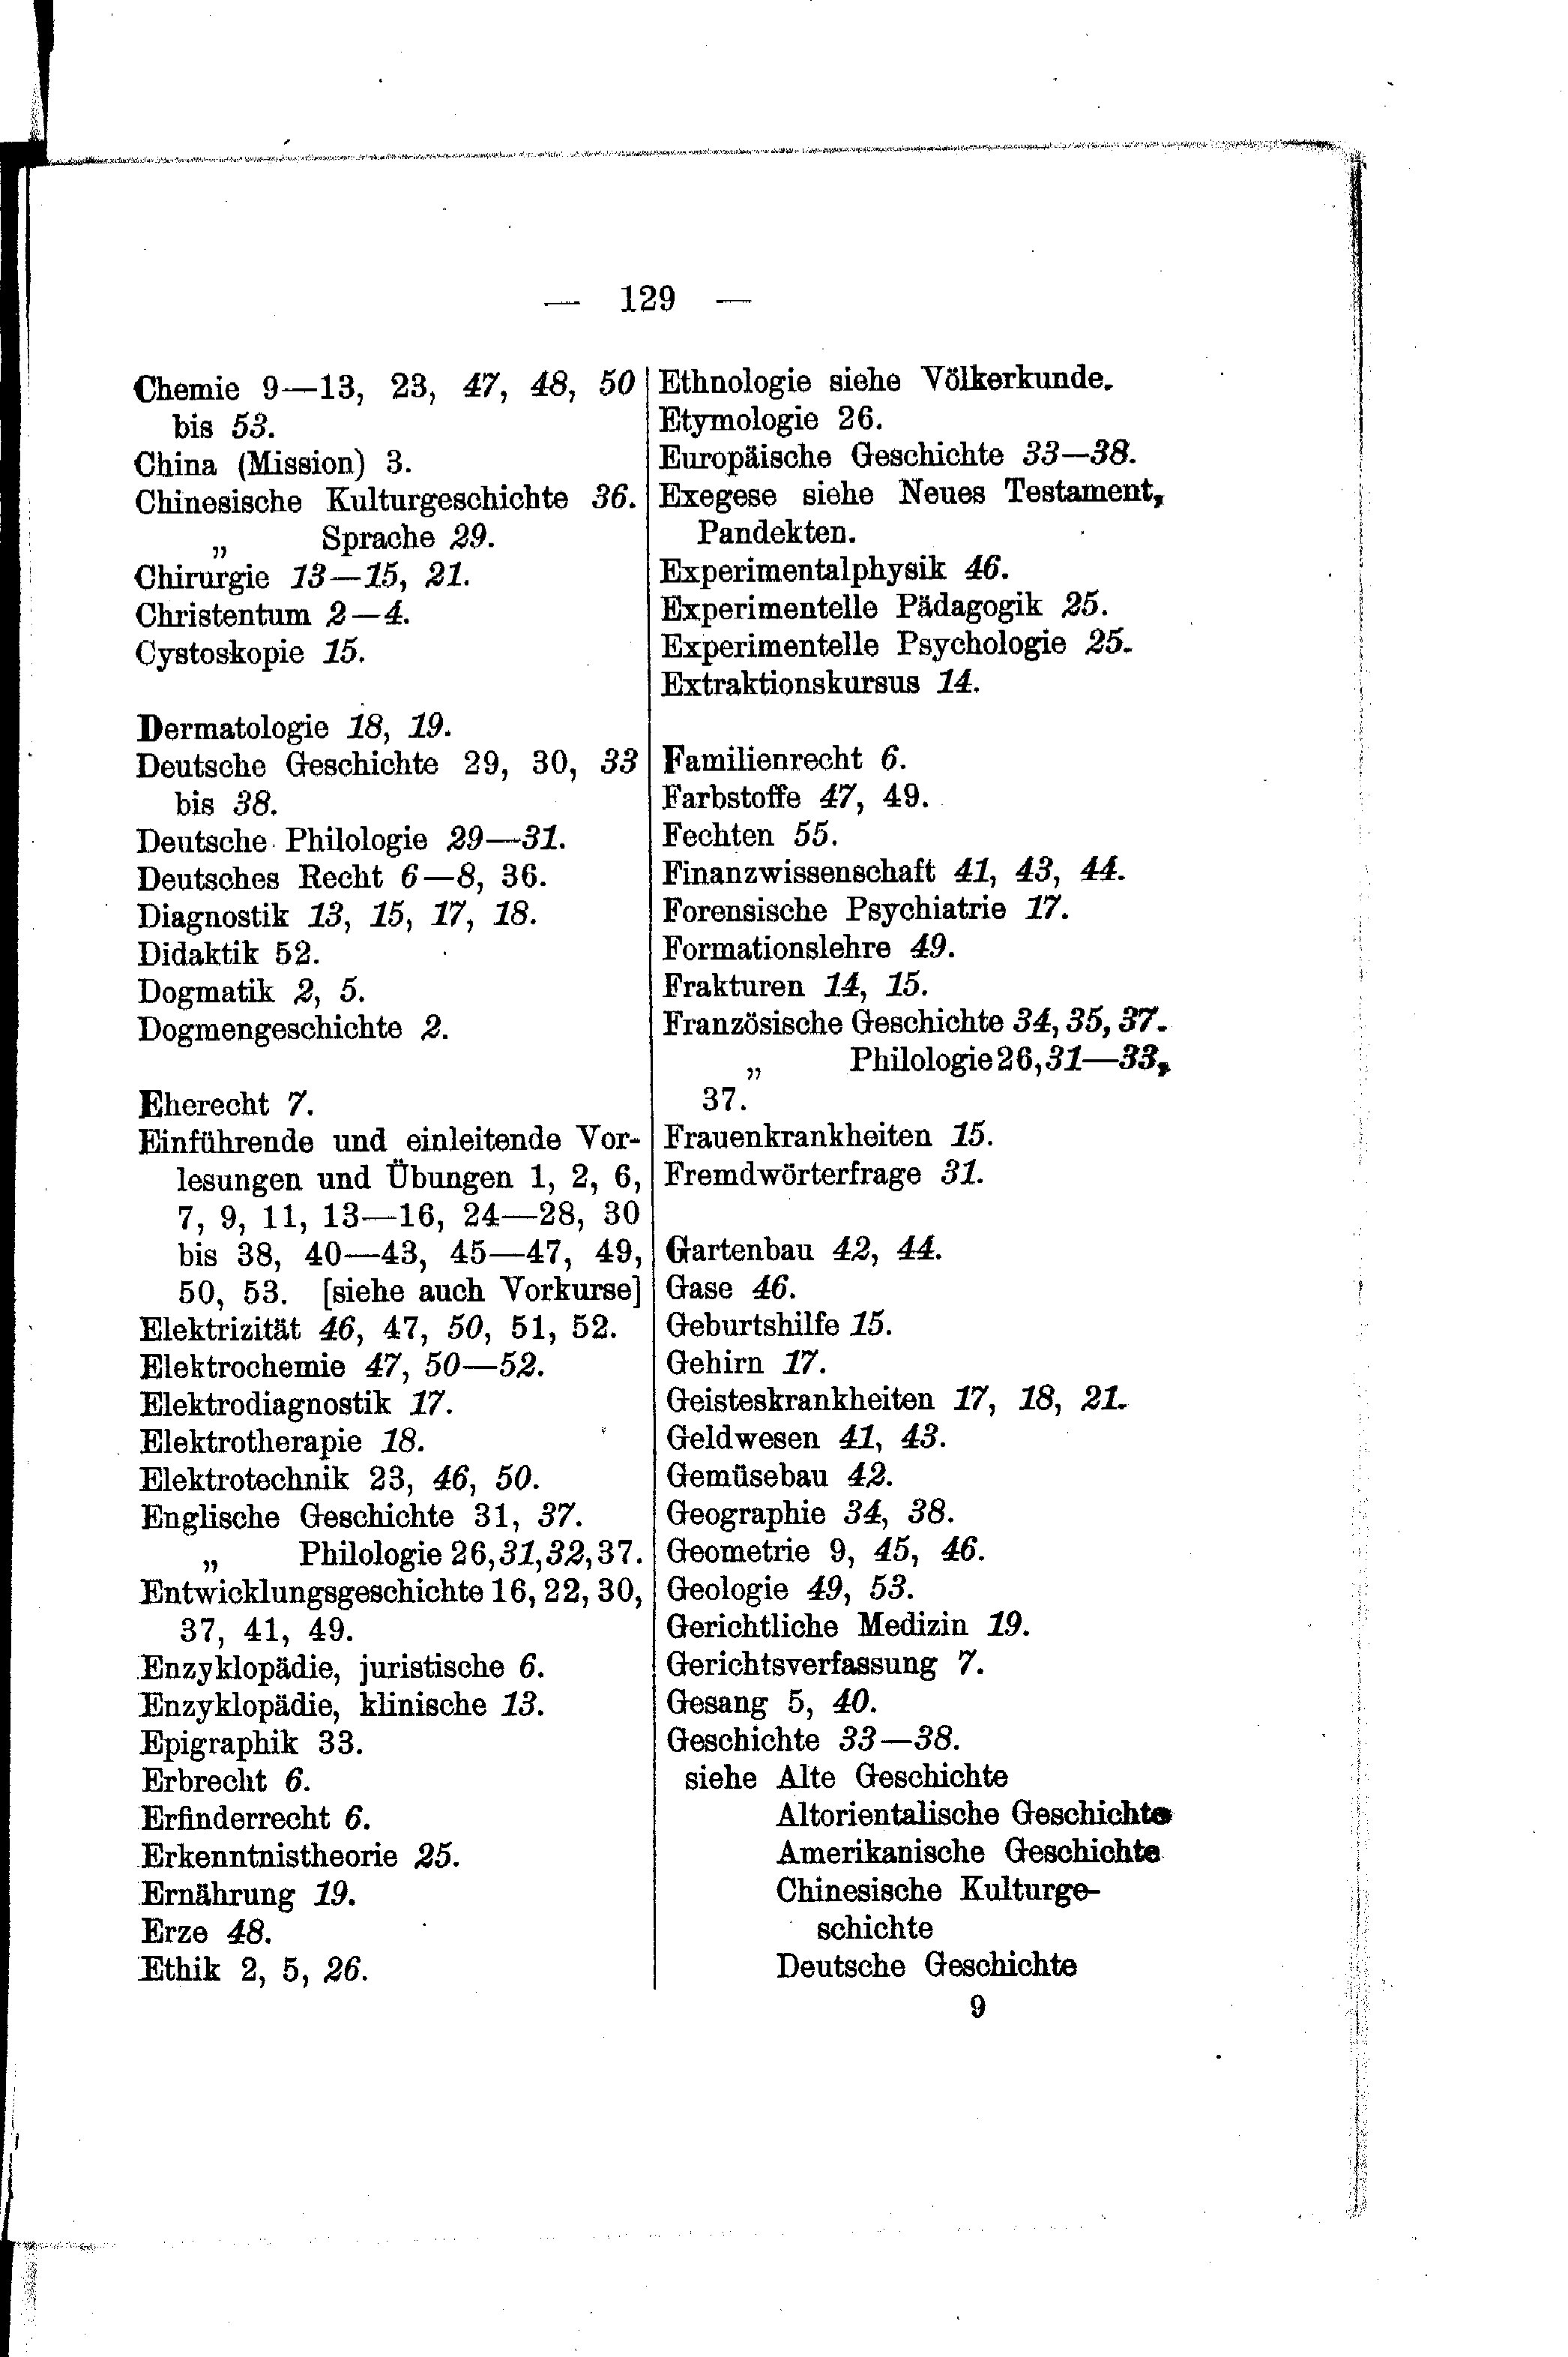 — 129 —
Chemie 9—13, 23, 47, 48, 50
bis 53.
China (Mission) 3.
Chinesische Kulturgeschichte 36.
„ Sprache 29.
Chirurgie 13—15, 21.
Christentum 2—4.
Cystoskopie 15.
Dermatologie 18, 19.
Deutsche Geschichte 29, 30, 33
bis 38.
Deutsche Philologie 29—31.
Deutsches Recht 6—8, 36.
Diagnostik 13, 15, 17, 18.
Didaktik 52.
Dogmatik 2, 5.
Dogmengeschichte 2.
Eherecht 7.
Einführende und einleitende Vor-
lesungen und Übungen 1, 2, 6,
7, 9, 11, 13—16, 24—28, 30
bis 38, 40—43, 45—47, 49,
50, 53. [siehe auch Vorkurse]
Elektrizität 46, 47, 50, 51, 52.
Elektrochemie 47, 50—52.
Elektrodiagnostik 17.
Elektrotherapie 18.
Elektrotechnik 23, 46, 50.
Englische Geschichte 31, 37.
„ Philologie 26, 31, 32, 37.
Entwicklungsgeschichte 16, 22, 30,
37, 41, 49.
Enzyklopädie, juristische 6.
Enzyklopädie, klinische 13.
Epigraphik 33.
Erbrecht 6.
Erfinderrecht 6.
Erkenntnistheorie 25.
Ernährung 19.
Erze 48.
Ethik 2, 5, 26.
Ethnologie siehe Völkerkunde.
Etymologie 26.
Europäische Geschichte 33—38.
Exegese siehe Neues Testament,
Pandekten.
Experimentalphysik 46.
Experimentelle Pädagogik 25.
Experimentelle Psychologie 25.
Extraktionskursus 14.
Familienrecht 6.
Farbstoffe 47, 49.
Fechten 55.
Finanzwissenschaft 41, 43, 44.
Forensische Psychiatrie 17.
Formationslehre 49.
Frakturen 14, 15.
Französische Geschichte 34, 35, 37.
„ Philologie 26, 31—33,
37.
Frauenkrankheiten 15.
Fremdwörterfrage 31.
Gartenbau 42, 44.
Gase 46.
Geburtshilfe 15.
Gehirn 17.
Geisteskrankheiten 17, 18, 21.
Geldwesen 41, 43.
Gemüsebau 42.
Geographie 34, 38.
Geometrie 9, 45, 46.
Geologie 49, 53.
Gerichtliche Medizin 19.
Gerichtsverfassung 7.
Gesang 5, 40.
Geschichte 33—38.
siehe Alte Geschichte
Altorientalische Geschichte
Amerikanische Geschichte
Chinesische Kulturge-
schichte
Deutsche Geschichte
9